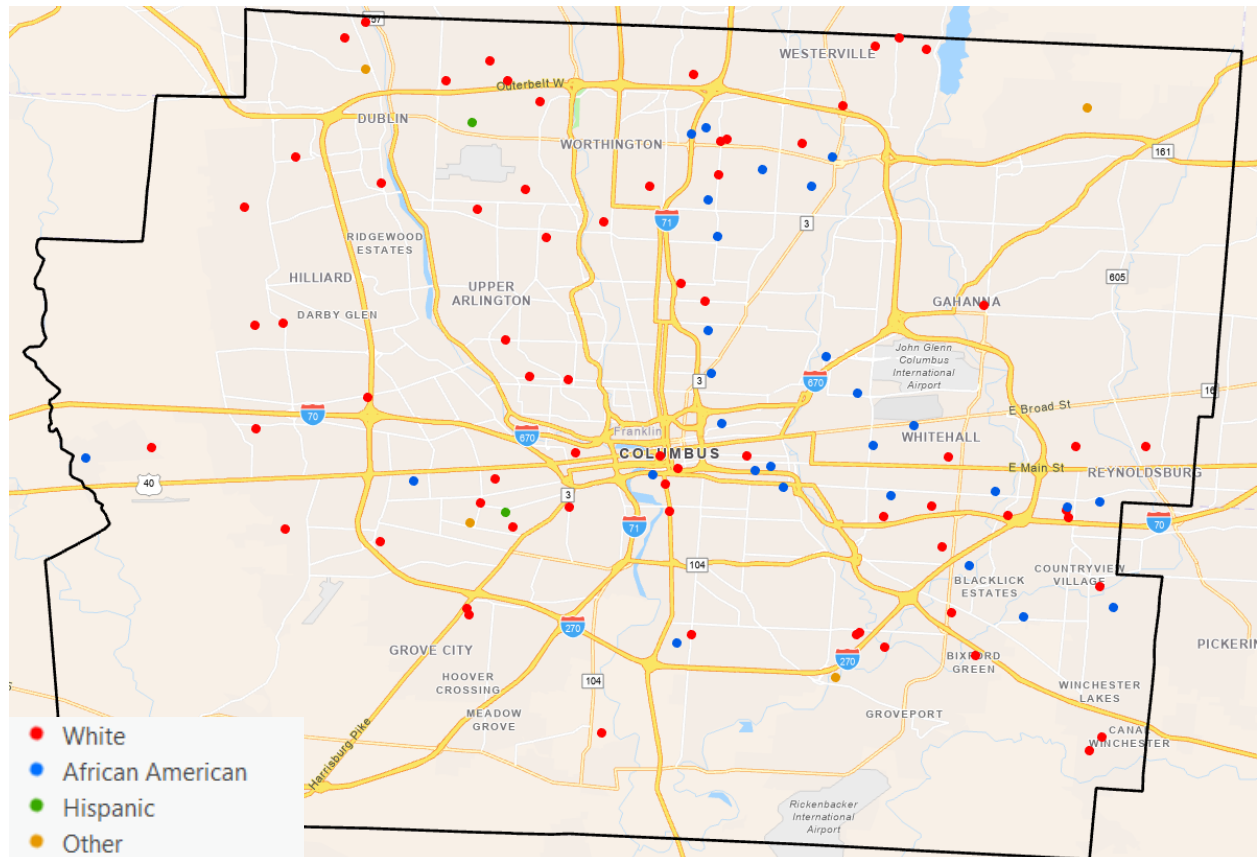 257
WESTERVILLE
Outerbelt W
DUBLIN
WORTHINGTON
161
71
3
RIDGEWOOD
ESTATES
HILLIARD
UPPER
ARLINGTON
605
GAHANNA
DARBY GLEN
John Glenn
Columbus
International
Airport
3
670
16
70
E Broad St
670
Franklin
WHITEHALL
COLUMBUS
E Main St
REYNOLDSBURG
40
3
71
70
104
BLACKLICK
ESTATES
COUNTRYVIEW
VILLAGE
270
GROVE CITY
270
BIXFORD
GREEN
PICKERIN
HOOVER
CROSSING
104
WINCHESTER
LAKES
MEADOW
GROVE
GROVEPORT
CANAL
WINCHESTER
Harrisburg Pike
Rickenbacker
International
Airport
White
African American
Hispanic
Other